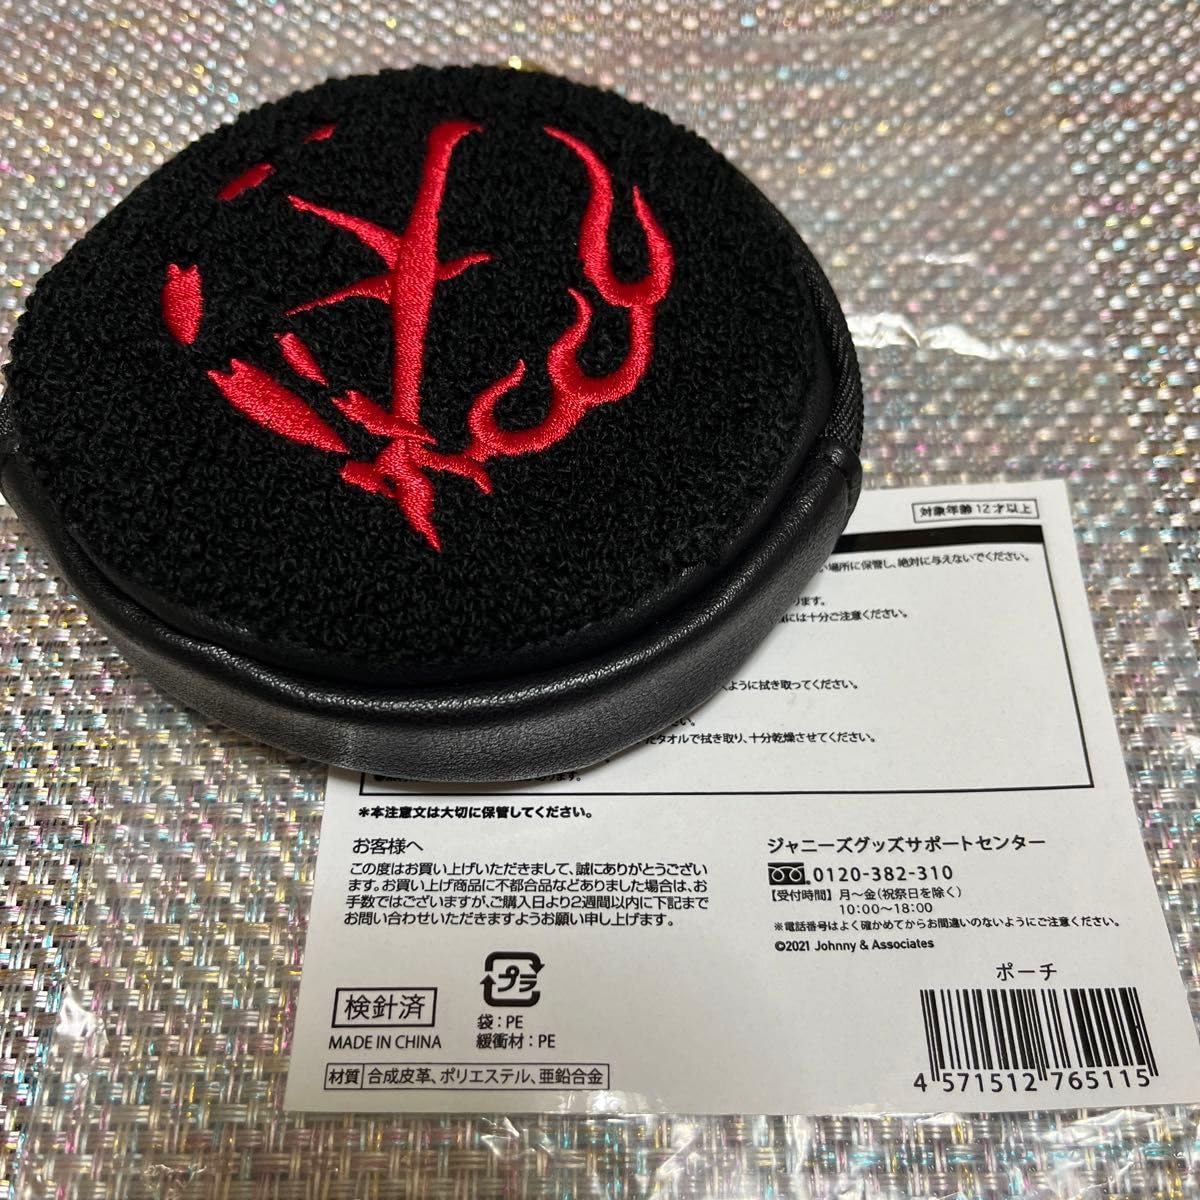 対象年齢12才以上
い場所に保管し、絶対に与えないでください。
ります。
には十分ご注意ください。
ように拭き取ってください。
さい。
たタオルで拭き取り、十分乾燥させてください。
ります。
＊本注意文は大切に保管してください。
お客様へ
この度はお買い上げいただきまして、誠にありがとうござい
ます。お買い上げ商品に不都合品などありました場合は、お
手数ではございますが、ご購入日より2週間以内に下記まで
お問い合わせいただきますようお願い申し上げます。
ジャニーズグッズサポートセンター
0120-382-310
【受付時間】月〜金(祝祭日を除く)
10:00〜18:00
※電話番号はよく確かめてからお間違いのないようにご注意ください。
©2021 Johnny & Associates
検針済
MADE IN CHINA
プラ
袋:PE
緩衝材:PE
材質 合成皮革、ポリエステル、亜鉛合金
ポーチ
4 571512 765115